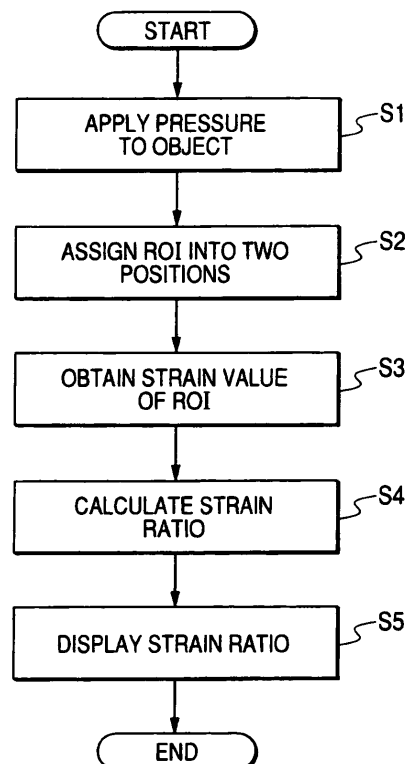 START
APPLY PRESSURE
TO OBJECT
S1
ASSIGN ROI INTO TWO
POSITIONS
S2
OBTAIN STRAIN VALUE
OF ROI
S3
CALCULATE STRAIN
RATIO
S4
DISPLAY STRAIN RATIO
S5
END